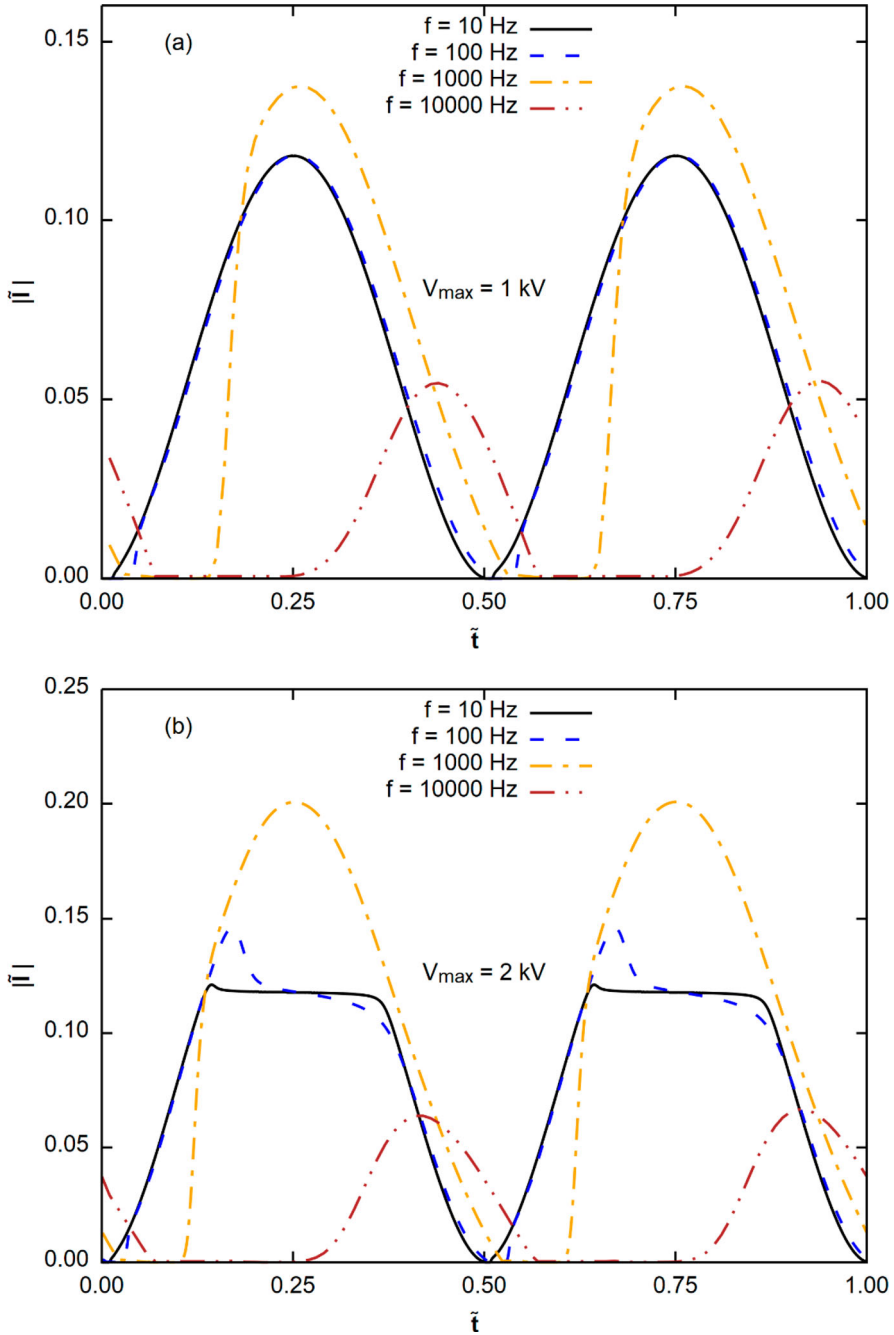 0.15
(a)
f = 10 Hz
f = 100 Hz
f = 1000 Hz
f = 10000 Hz
0.10
|Ĩ|
V_max = 1 kV
0.05
0.00
0.00 0.25 0.50 0.75 1.00
t̃
0.25
(b)
f = 10 Hz
f = 100 Hz
f = 1000 Hz
f = 10000 Hz
0.20
0.15
|Ĩ|
V_max = 2 kV
0.10
0.05
0.00
0.00 0.25 0.50 0.75 1.00
t̃